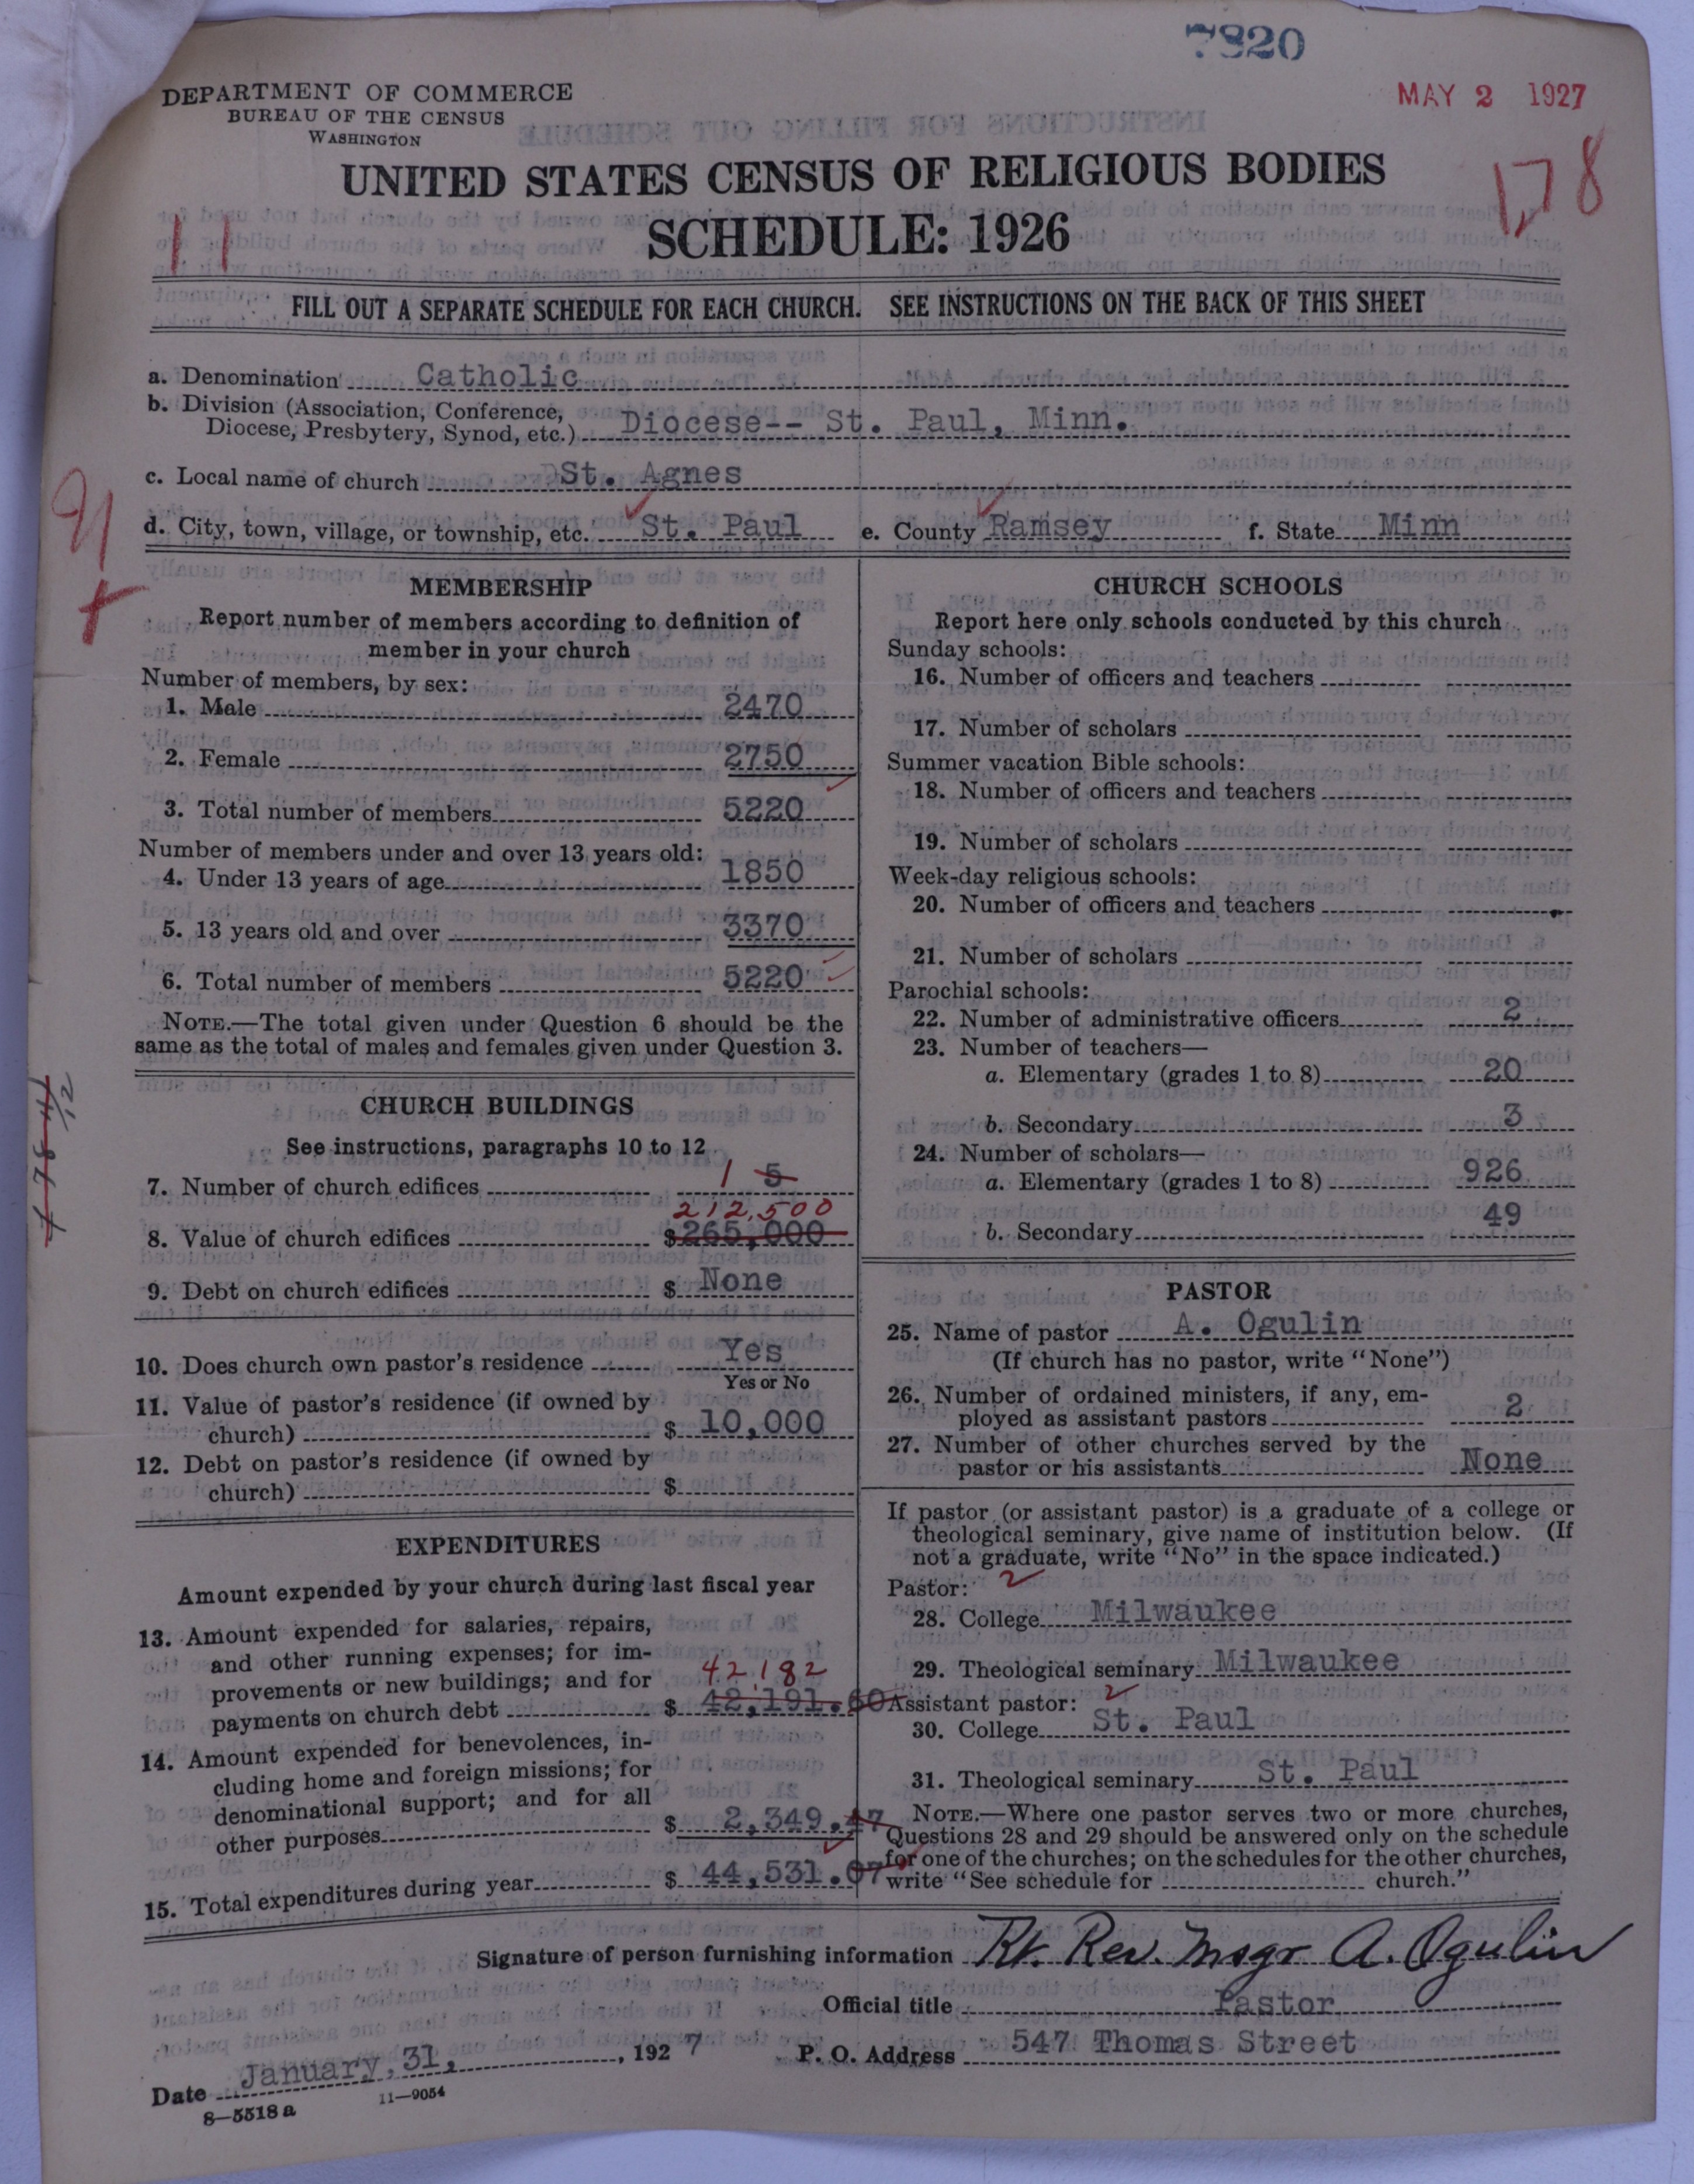 7820
MAY 2 1927
DEPARTMENT OF COMMERCE
BUREAU OF THE CENSUS
WASHINGTON
178
UNITED STATES CENSUS OF RELIGIOUS BODIES
11
SCHEDULE: 1926
FILL OUT A SEPARATE SCHEDULE FOR EACH CHURCH. SEE INSTRUCTIONS ON THE BACK OF THIS SHEET
a. Denomination Catholic
b. Division (Association, Conference,
Diocese, Presbytery, Synod, etc.) Diocese-- St. Paul, Minn.
c. Local name of church St. Agnes
d. City, town, village, or township, etc. St. Paul e. County Ramsey f. State Minn
MEMBERSHIP
Report number of members according to definition of
member in your church
Number of members, by sex:
1. Male 2470
2. Female 2750
3. Total number of members 5220
Number of members under and over 13 years old:
4. Under 13 years of age 1850
5. 13 years old and over 3370
6. Total number of members 5220
NOTE.—The total given under Question 6 should be the
same as the total of males and females given under Question 3.
CHURCH BUILDINGS
See instructions, paragraphs 10 to 12
7. Number of church edifices 1 5
212,500
8. Value of church edifices $265,000
9. Debt on church edifices $ None
10. Does church own pastor's residence Yes
Yes or No
11. Value of pastor's residence (if owned by
church) $ 10,000
12. Debt on pastor's residence (if owned by
church) $
EXPENDITURES
Amount expended by your church during last fiscal year
13. Amount expended for salaries, repairs,
and other running expenses; for im-
provements or new buildings; and for
42182
payments on church debt $ 42,191.60
14. Amount expended for benevolences, in-
cluding home and foreign missions; for
denominational support; and for all
other purposes $ 2,349.47
15. Total expenditures during year $ 44,531.07
CHURCH SCHOOLS
Report here only schools conducted by this church
Sunday schools:
16. Number of officers and teachers
17. Number of scholars
Summer vacation Bible schools:
18. Number of officers and teachers
19. Number of scholars
Week-day religious schools:
20. Number of officers and teachers
21. Number of scholars
Parochial schools:
22. Number of administrative officers 2
23. Number of teachers—
a. Elementary (grades 1 to 8) 20
b. Secondary 3
24. Number of scholars—
a. Elementary (grades 1 to 8) 926
b. Secondary 49
PASTOR
25. Name of pastor A. Ogulin
(If church has no pastor, write "None")
26. Number of ordained ministers, if any, em-
ployed as assistant pastors 2
27. Number of other churches served by the
pastor or his assistants None
If pastor (or assistant pastor) is a graduate of a college or
theological seminary, give name of institution below. (If
not a graduate, write "No" in the space indicated.)
Pastor: 2
28. College Milwaukee
29. Theological seminary Milwaukee
Assistant pastor: 2
30. College St. Paul
31. Theological seminary St. Paul
NOTE.—Where one pastor serves two or more churches,
Questions 28 and 29 should be answered only on the schedule
for one of the churches; on the schedules for the other churches,
write "See schedule for church."
Signature of person furnishing information Rt. Rev. Msgr A. Ogulin
Official title Pastor
Date January, 31, , 1927 P. O. Address 547 Thomas Street
8—5518 a 11—9054